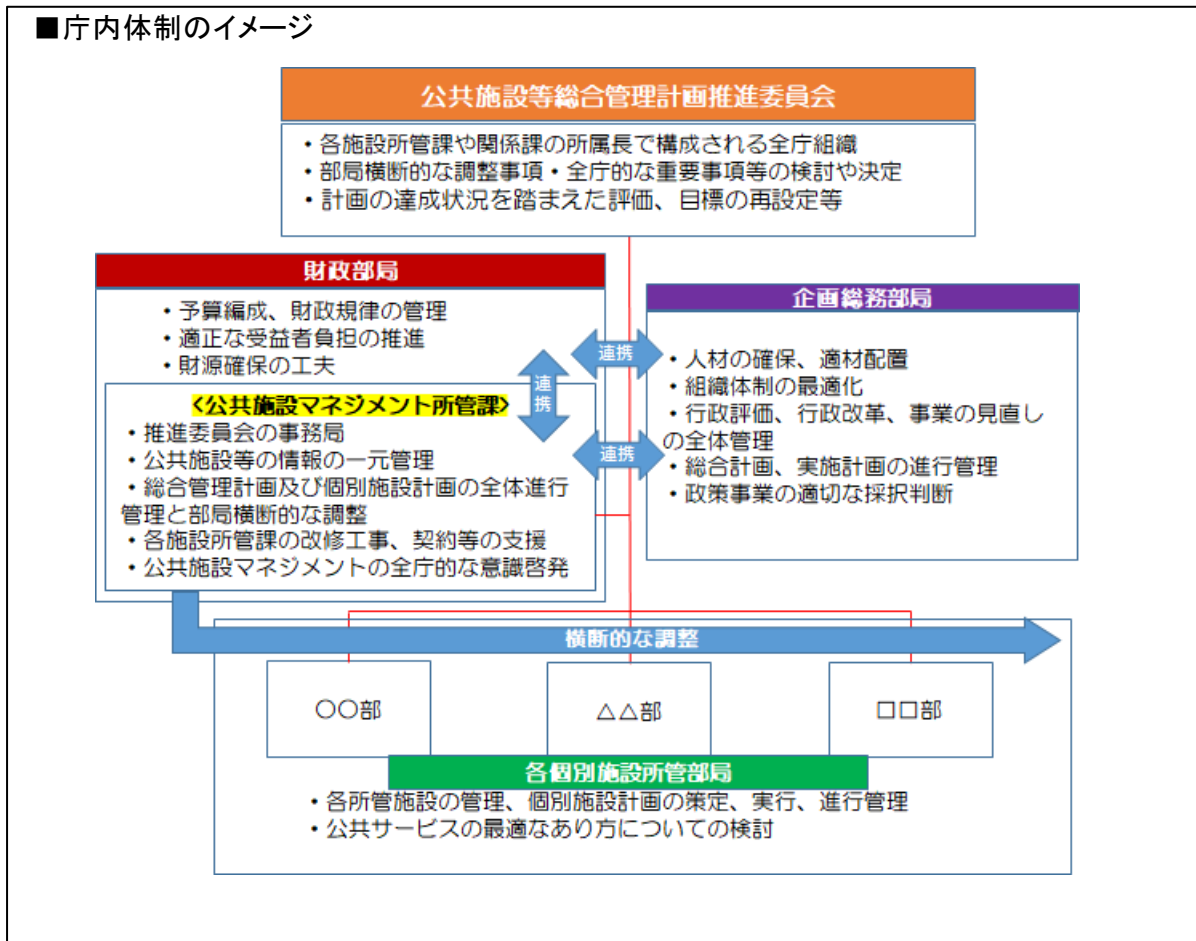 ■庁内体制のイメージ
公共施設等総合管理計画推進委員会
・各施設所管課や関係課の所属長で構成される全庁組織
・部局横断的な調整事項・全庁的な重要事項等の検討や決定
・計画の達成状況を踏まえた評価、目標の再設定等
財政部局
・予算編成、財政規律の管理
・適正な受益者負担の推進
・財源確保の工夫
<公共施設マネジメント所管課>
・推進委員会の事務局
・公共施設等の情報の一元管理
・総合管理計画及び個別施設計画の全体進行
管理と部局横断的な調整
・各施設所管課の改修工事、契約等の支援
・公共施設マネジメントの全庁的な意識啓発
連携
連携
連携
企画総務部局
・人材の確保、適材配置
・組織体制の最適化
・行政評価、行政改革、事業の見直し
の全体管理
・総合計画、実施計画の進行管理
・政策事業の適切な採択判断
横断的な調整
○○部
△△部
□□部
各個別施設所管部局
・各所管施設の管理、個別施設計画の策定、実行、進行管理
・公共サービスの最適なあり方についての検討